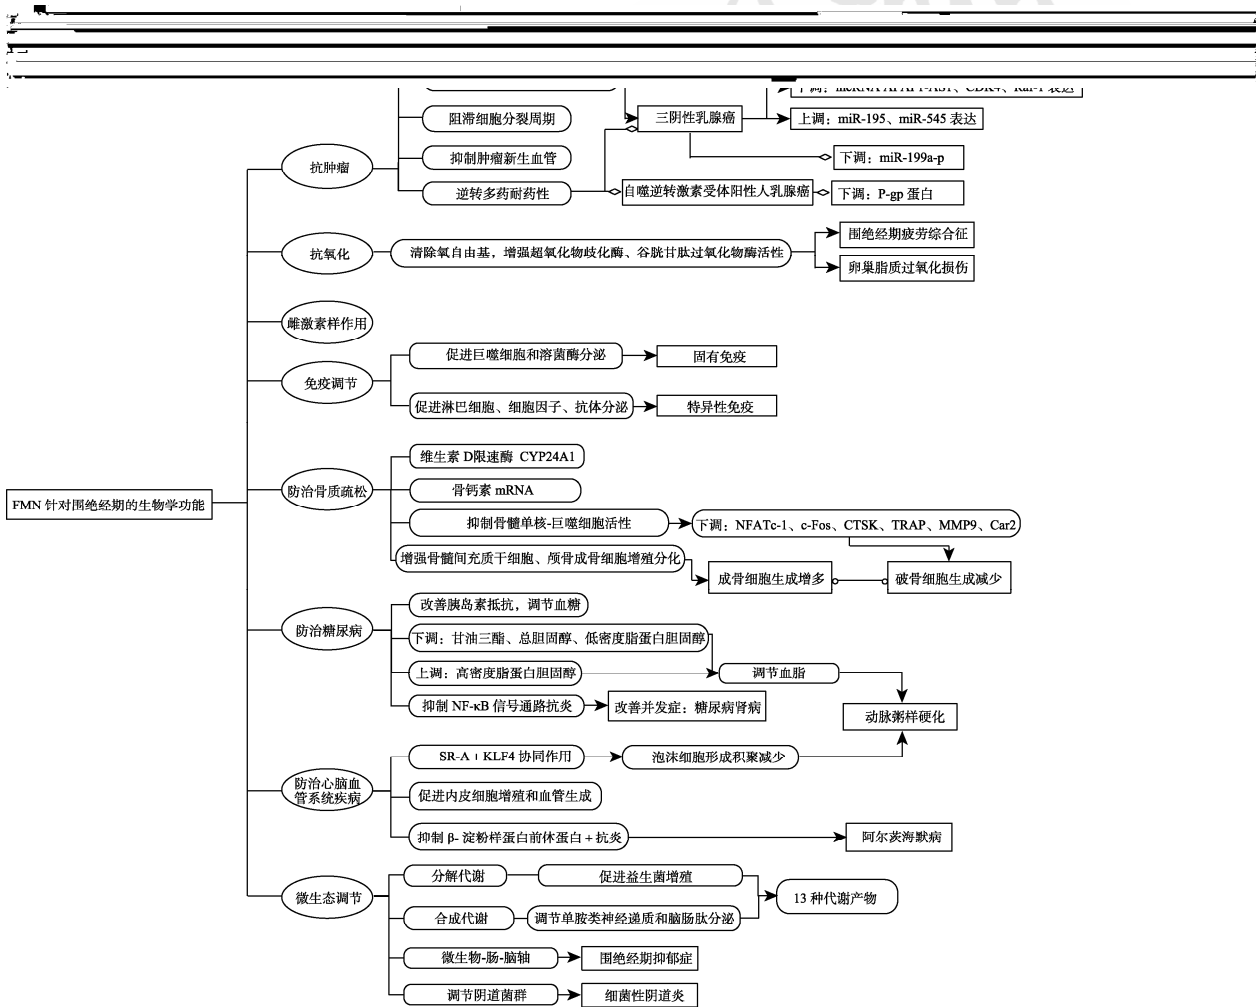 阻滞细胞分裂周期
三阴性乳腺癌
上调：miR-195、miR-545 表达
抗肿瘤
抑制肿瘤新生血管
下调：miR-199a-p
逆转多药耐药性
自噬逆转激素受体阳性人乳腺癌
下调：P-gp 蛋白
抗氧化
清除氧自由基，增强超氧化物歧化酶、谷胱甘肽过氧化物酶活性
围绝经期疲劳综合征
卵巢脂质过氧化损伤
雌激素样作用
免疫调节
促进巨噬细胞和溶菌酶分泌
固有免疫
促进淋巴细胞、细胞因子、抗体分泌
特异性免疫
FMN 针对围绝经期的生物学功能
防治骨质疏松
维生素 D限速酶 CYP24A1
骨钙素 mRNA
抑制骨髓单核-巨噬细胞活性
下调：NFATc-1、c-Fos、CTSK、TRAP、MMP9、Car2
增强骨髓间充质干细胞、颅骨成骨细胞增殖分化
成骨细胞生成增多
破骨细胞生成减少
防治糖尿病
改善胰岛素抵抗，调节血糖
下调：甘油三酯、总胆固醇、低密度脂蛋白胆固醇
上调：高密度脂蛋白胆固醇
调节血脂
抑制 NF-κB 信号通路抗炎
改善并发症：糖尿病肾病
动脉粥样硬化
防治心脑血
管系统疾病
SR-A + KLF4 协同作用
泡沫细胞形成积聚减少
促进内皮细胞增殖和血管生成
抑制 β- 淀粉样蛋白前体蛋白 + 抗炎
阿尔茨海默病
微生态调节
分解代谢
促进益生菌增殖
13 种代谢产物
合成代谢
调节单胺类神经递质和脑肠肽分泌
微生物-肠-脑轴
围绝经期抑郁症
调节阴道菌群
细菌性阴道炎